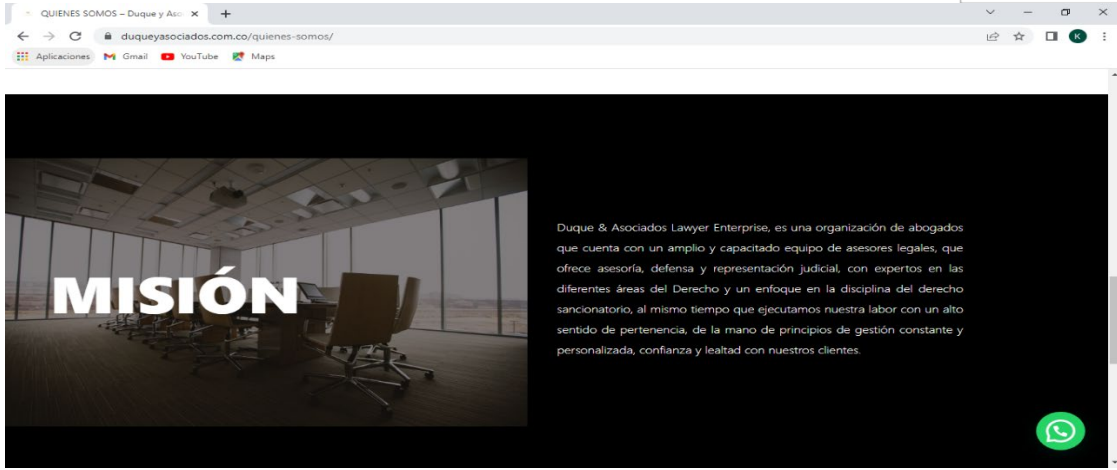 QUIENES SOMOS – Duque y Aso
duqueyasociados.com.co/quienes-somos/
K
Aplicaciones Gmail YouTube Maps
MISIÓN
Duque & Asociados Lawyer Enterprise, es una organización de abogados
que cuenta con un amplio y capacitado equipo de asesores legales, que
ofrece asesoría, defensa y representación judicial, con expertos en las
diferentes áreas del Derecho y un enfoque en la disciplina del derecho
sancionatorio, al mismo tiempo que ejecutamos nuestra labor con un alto
sentido de pertenencia, de la mano de principios de gestión constante y
personalizada, confianza y lealtad con nuestros clientes.